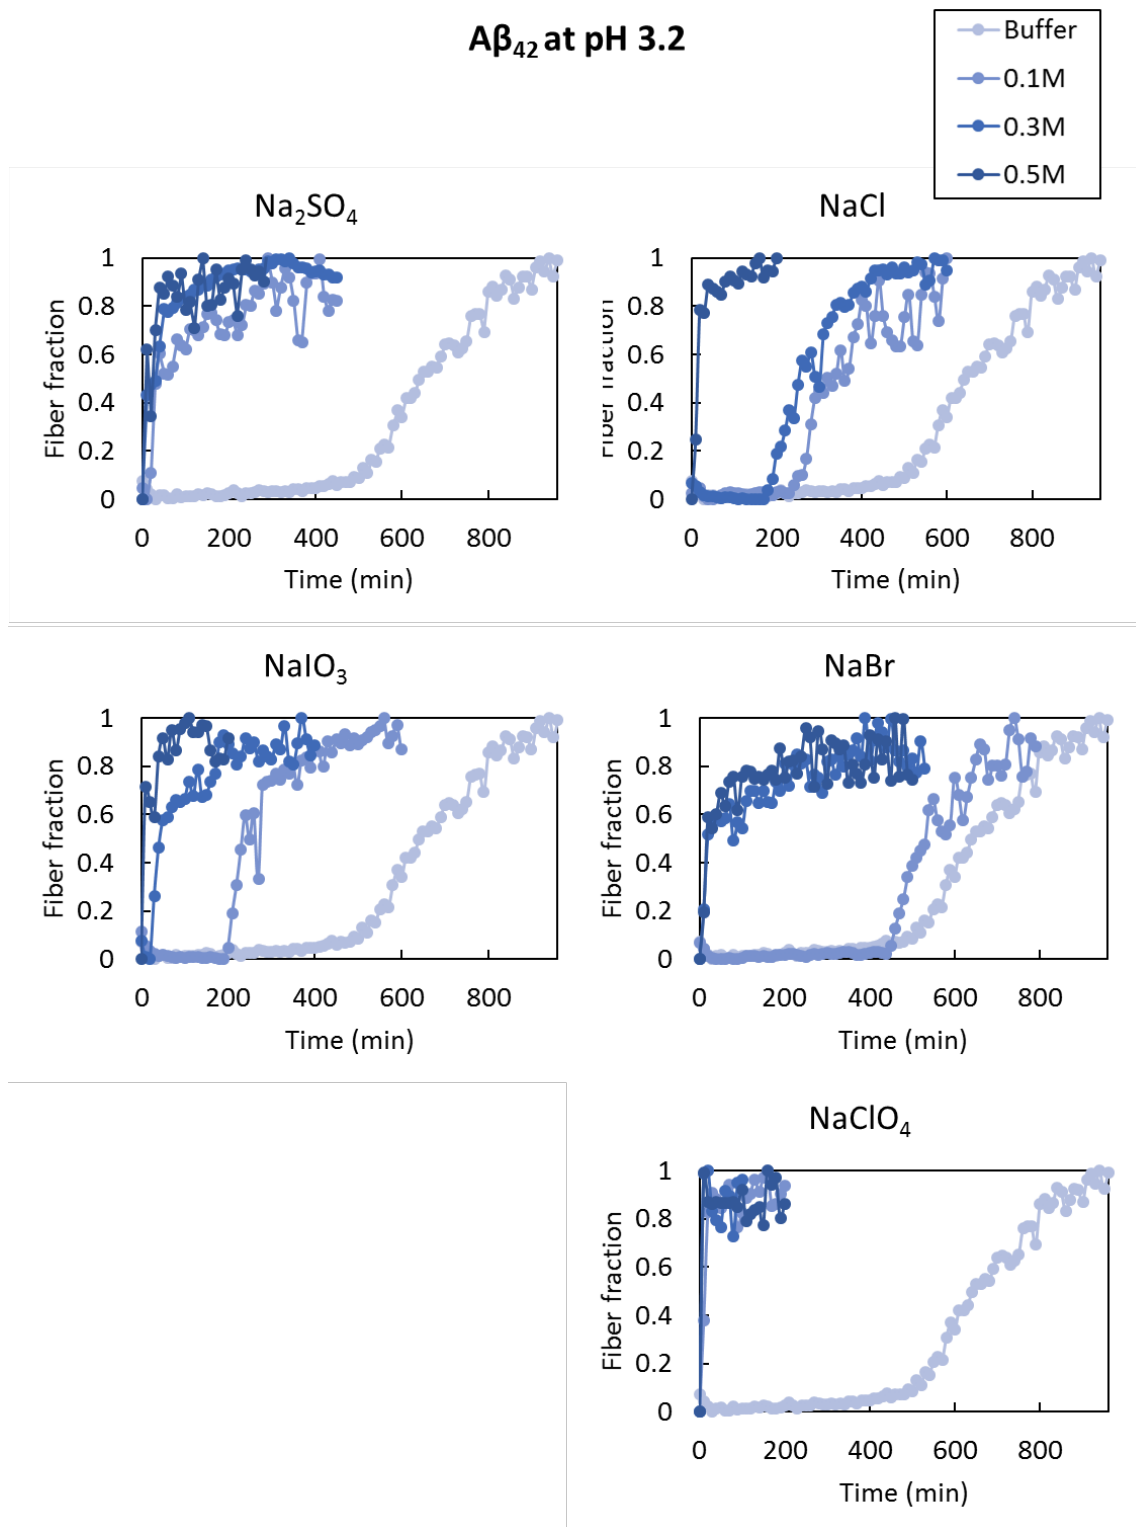 Aβ₄₂ at pH 3.2
Buffer
0.1M
0.3M
0.5M
Na₂SO₄
1
0.8
0.6
0.4
0.2
0
Fiber fraction
0 200 400 600 800
Time (min)
NaCl
1
0.8
0.6
0.4
0.2
0
Fiber fraction
0 200 400 600 800
Time (min)
NaIO₃
1
0.8
0.6
0.4
0.2
0
Fiber fraction
0 200 400 600 800
Time (min)
NaBr
1
0.8
0.6
0.4
0.2
0
Fiber fraction
0 200 400 600 800
Time (min)
NaClO₄
1
0.8
0.6
0.4
0.2
0
Fiber fraction
0 200 400 600 800
Time (min)